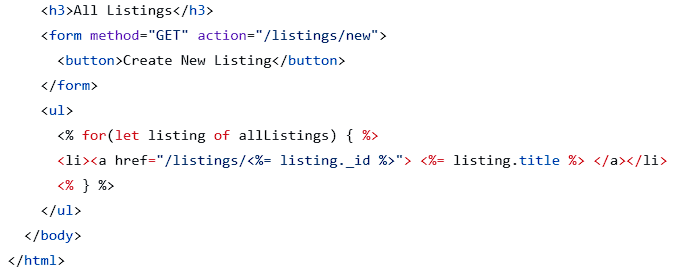 <h3>All Listings</h3>
<form method="GET" action="/listings/new">
<button>Create New Listing</button>
</form>
<ul>
<% for(let listing of allListings) { %>
<li><a href="/listings/<%= listing._id %>"> <%= listing.title %> </a></li>
<% } %>
</ul>
</body>
</html>